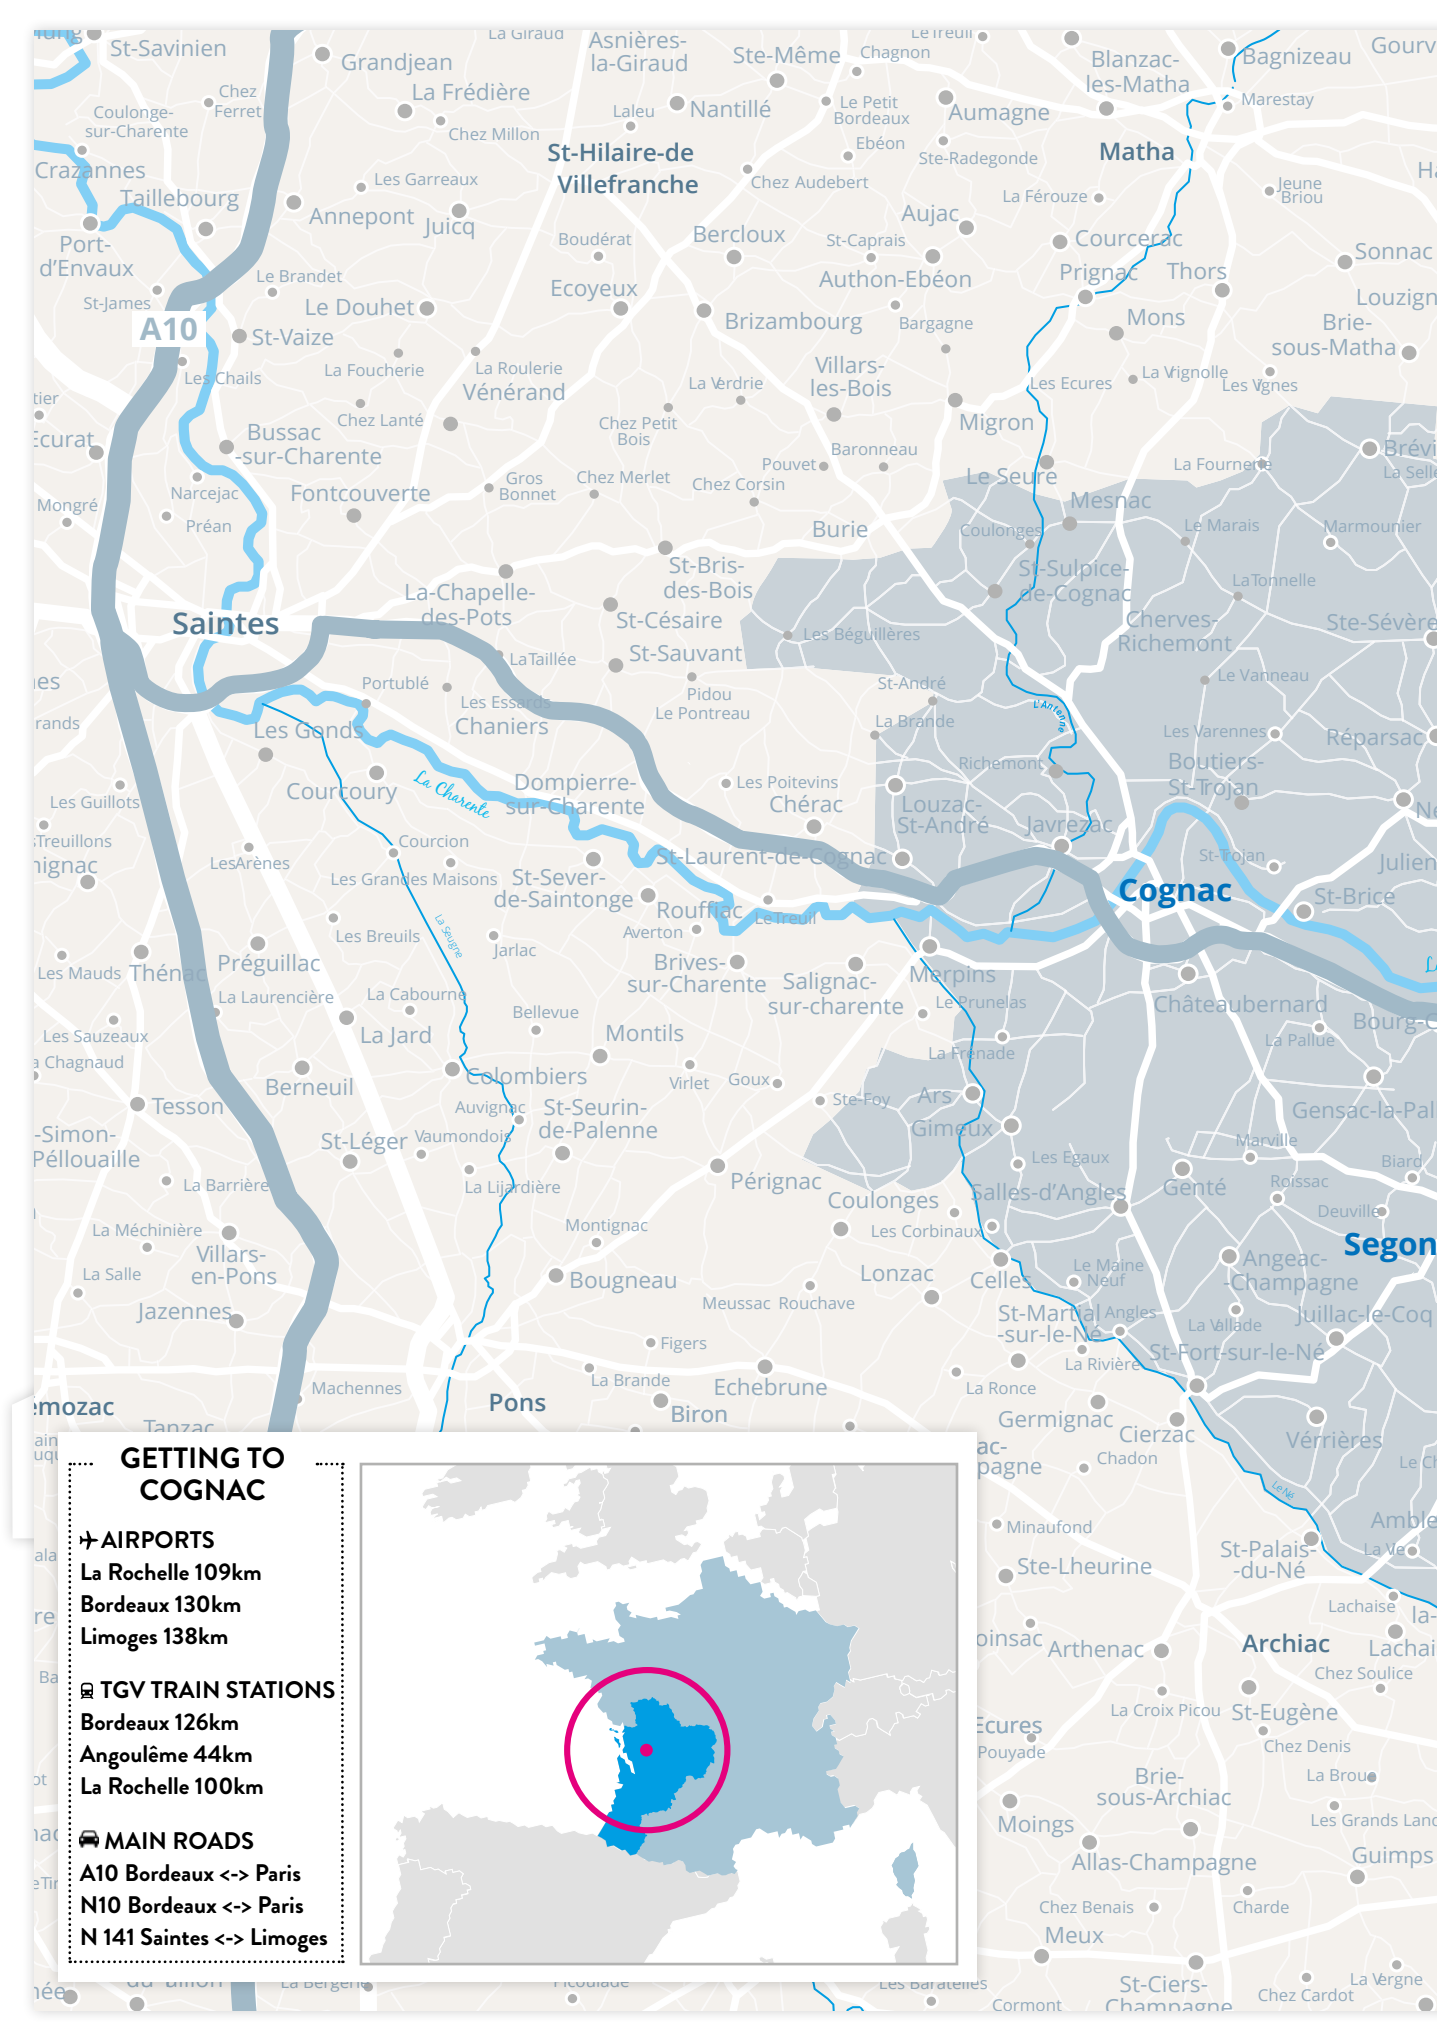 La Giraud
Asnières-
la-Giraud
Le Treuil
St-Savinien
Grandjean
Ste-Même
Chagnon
Blanzac-
les-Matha
Bagnizeau
Chez
Ferret
La Frédière
Coulonge-
sur-Charente
Chez Millon
Laleu
Nantillé
Le Petit
Bordeaux
Aumagne
Marestay
Ebéon
St-Hilaire-de
Villefranche
Ste-Radegonde
Matha
Crazannes
Taillebourg
Les Garreaux
Chez Audebert
La Férouze
Jeune
Briou
Annepont
Juicq
Aujac
Port-
d'Envaux
Boudérat
Bercloux
St-Caprais
Courcerac
Sonnac
Le Brandet
Authon-Ebéon
Prignac
Thors
St-James
Le Douhet
Ecoyeux
A10
St-Vaize
Brizambourg
Bargagne
Mons
Brie-
sous-Matha
Les Chails
La Foucherie
La Roulerie
Vénérand
La Verdrie
Villars-
les-Bois
Les Ecures
La Vrignolle
Les Vgnes
Chez Lanté
Chez Petit
Bois
Migron
Bussac
-sur-Charente
Baronneau
Pouvet
La Fournerie
Narcejac
Fontcouverte
Gros
Bonnet
Chez Merlet
Chez Corsin
Le Seure
Mesnac
Mongré
Préan
Burie
Coulonges
Le Marais
Marmounier
La-Chapelle-
des-Pots
St-Bris-
des-Bois
St-Sulpice-
de-Cognac
LaTonnelle
Saintes
St-Césaire
Les Béguillères
Cherves-
Richemont
Ste-Sévère
LaTaillée
St-Sauvant
Portublé
Les Essards
Pidou
Le Pontreau
St-André
Le Vanneau
Chaniers
La Brande
L'Antenne
Les Gonds
Les Varennes
Réparsac
Courcoury
La Charente
Dompierre-
sur-Charente
Les Poitevins
Chérac
Richemont
Boutiers-
St-Trojan
Les Guillots
Louzac-
St-André
Javrezac
LesArènes
Courcion
Les Grandes Maisons
St-Sever-
de-Saintonge
St-Laurent-de-Cognac
St-Trojan
Cognac
St-Brice
Rouffiac
LeTreuil
Averton
Les Breuils
La Seugne
Jarlac
Les Mauds
Thénac
Préguillac
Brives-
sur-Charente
Salignac-
sur-charente
Merpins
La Laurencière
La Cabourne
Le Prunelas
Châteaubernard
Bellevue
Les Sauzeaux
La Jard
Montils
La Frenade
La Pallue
Berneuil
Colombiers
Virlet
Goux
Ste-Foy
Ars
Tesson
Auvignac
St-Seurin-
de-Palenne
Gimeux
St-Léger
Vaumondois
Marville
Les Egaux
Biard
La Barrière
La Lijardière
Pérignac
Coulonges
Salles-d'Angles
Genté
Roissac
Deuville
La Méchinière
Montignac
Les Corbinaux
Villars-
en-Pons
Angeac-
-Champagne
La Salle
Bougneau
Lonzac
Celles
Le Maine
Neuf
Jazennes
Meussac
Rouchave
St-Martial
-sur-le-Né
Angles
La Vallade
Juillac-le-Coq
Figers
La Rivière
St-Fort-sur-le-Né
Machennes
La Brande
Echebrune
La Ronce
Pons
Biron
Germignac
Cierzac
Vérrières
Tanzac
Chadon
Le Né
Minaufond
Ste-Lheurine
St-Palais-
-du-Né
Lachaise
Arthenac
Archiac
Chez Soulice
La Croix Picou
St-Eugène
Ecures
Pouyade
Chez Denis
Brie-
sous-Archiac
Moings
Allas-Champagne
Guimps
Chez Benais
Charde
Meux
La Vergne
Chez Cardot
St-Ciers-
Champagne
Cormont
Les Baratelles
GETTING TO
COGNAC
AIRPORTS
La Rochelle 109km
Bordeaux 130km
Limoges 138km
TGV TRAIN STATIONS
Bordeaux 126km
Angoulême 44km
La Rochelle 100km
MAIN ROADS
A10 Bordeaux <-> Paris
N10 Bordeaux <-> Paris
N 141 Saintes <-> Limoges